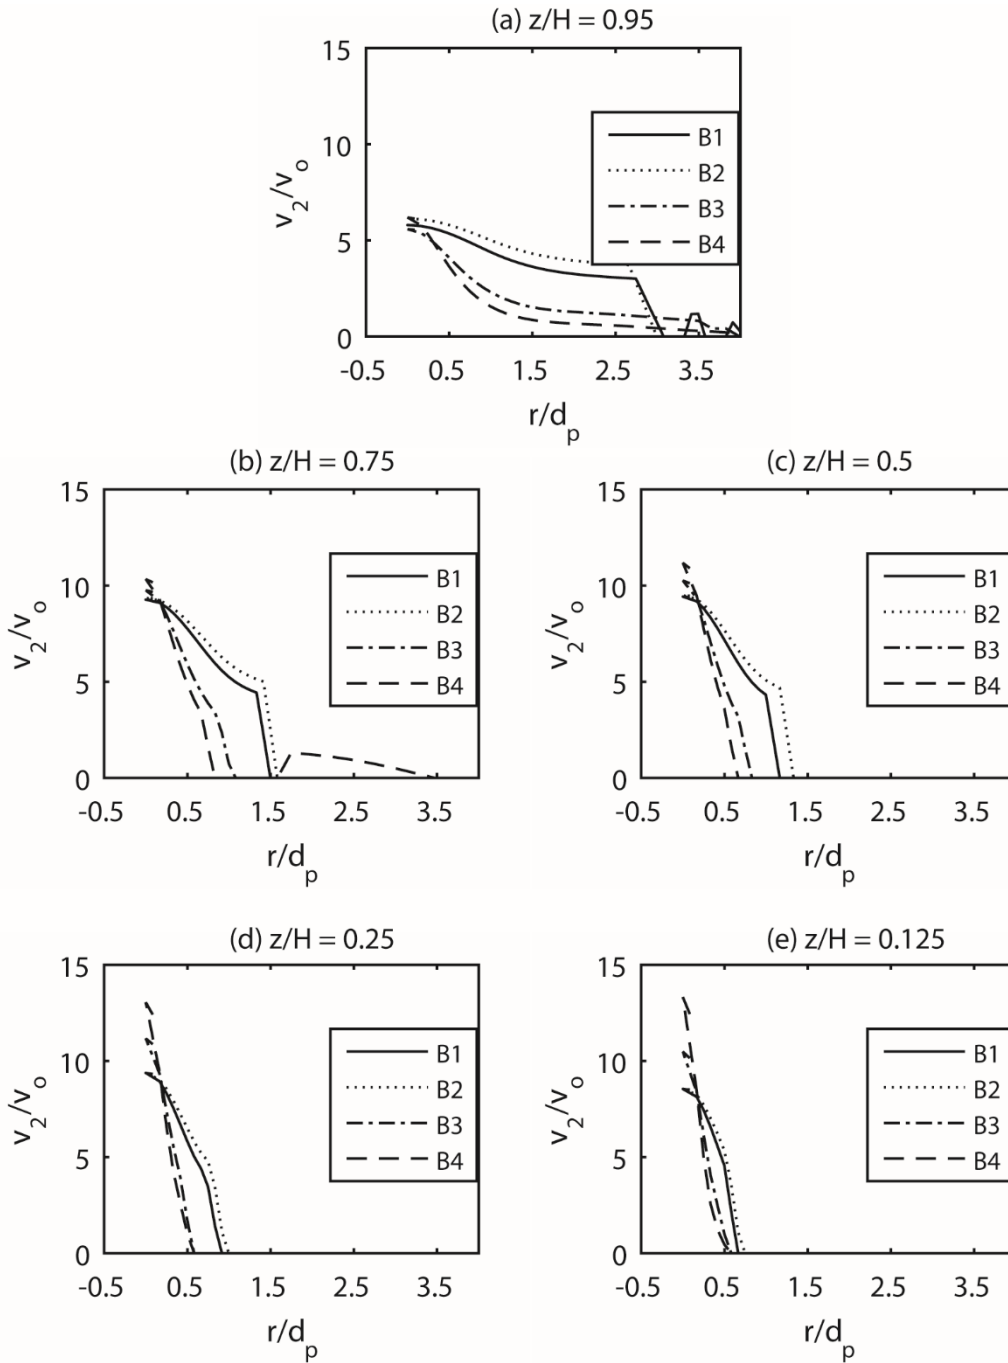 (a) z/H = 0.95
15
10
5
0
v2/vo
B1
B2
B3
B4
-0.5 0.5 1.5 2.5 3.5
r/dp
(b) z/H = 0.75
15
10
5
0
v2/vo
B1
B2
B3
B4
-0.5 0.5 1.5 2.5 3.5
r/dp
(c) z/H = 0.5
15
10
5
0
v2/vo
B1
B2
B3
B4
-0.5 0.5 1.5 2.5 3.5
r/dp
(d) z/H = 0.25
15
10
5
0
v2/vo
B1
B2
B3
B4
-0.5 0.5 1.5 2.5 3.5
r/dp
(e) z/H = 0.125
15
10
5
0
v2/vo
B1
B2
B3
B4
-0.5 0.5 1.5 2.5 3.5
r/dp